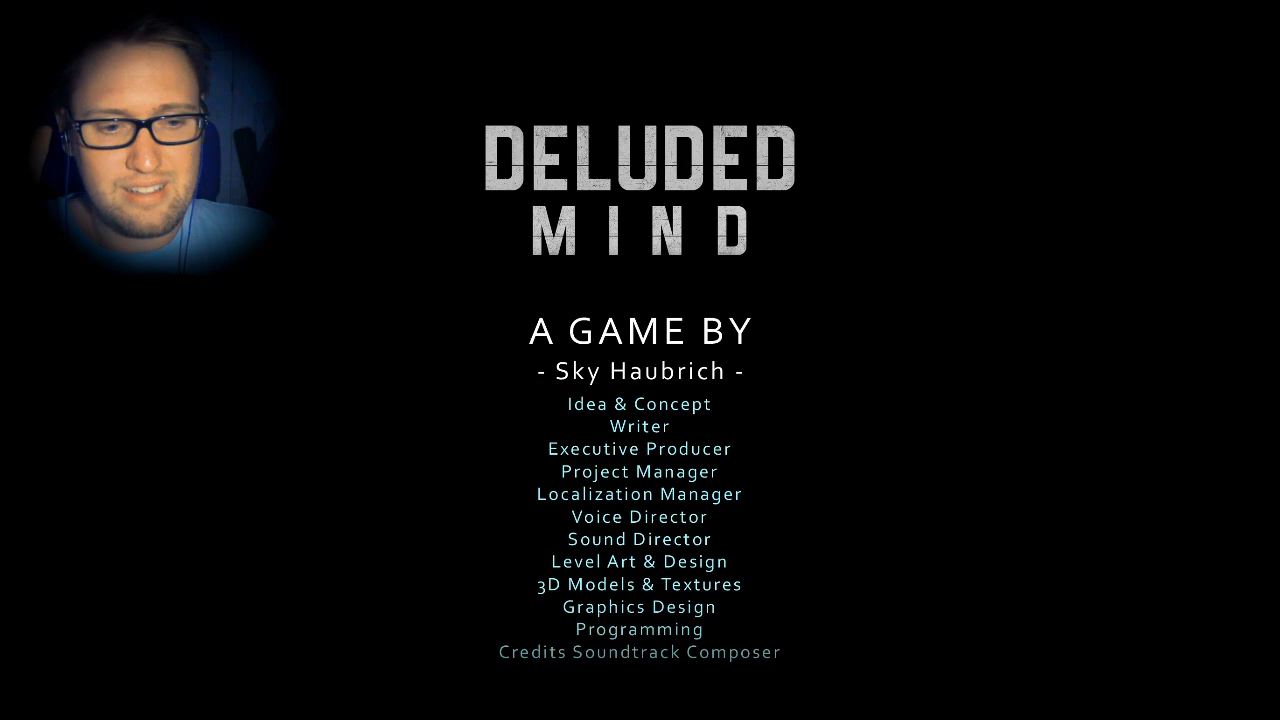 DELUDED
MIND
A GAME BY
- Sky Haubrich -
Idea & Concept
Writer
Executive Producer
Project Manager
Localization Manager
Voice Director
Sound Director
Level Art & Design
3D Models & Textures
Graphics Design
Programming
Credits Soundtrack Composer